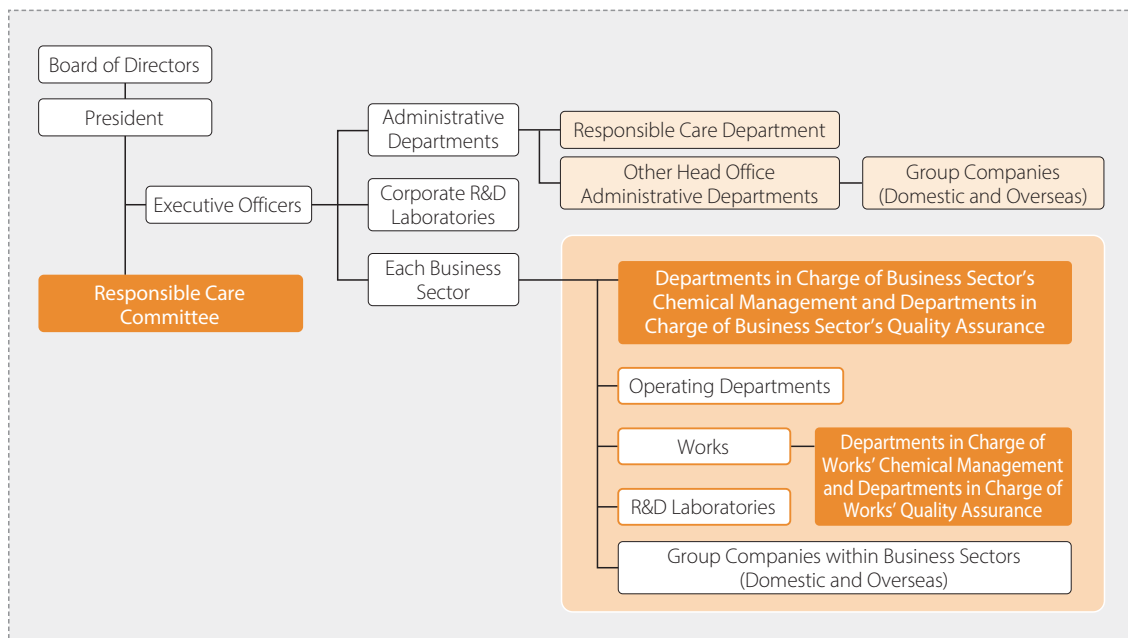 Board of Directors
President
Executive Officers
Responsible Care
Committee
Administrative
Departments
Corporate R&D
Laboratories
Each Business
Sector
Responsible Care Department
Other Head Office
Administrative Departments
Group Companies
(Domestic and Overseas)
Departments in Charge of Business Sector’s
Chemical Management and Departments in
Charge of Business Sector’s Quality Assurance
Operating Departments
Works
Departments in Charge of
Works’ Chemical Management
and Departments in Charge of
Works’ Quality Assurance
R&D Laboratories
Group Companies within Business Sectors
(Domestic and Overseas)